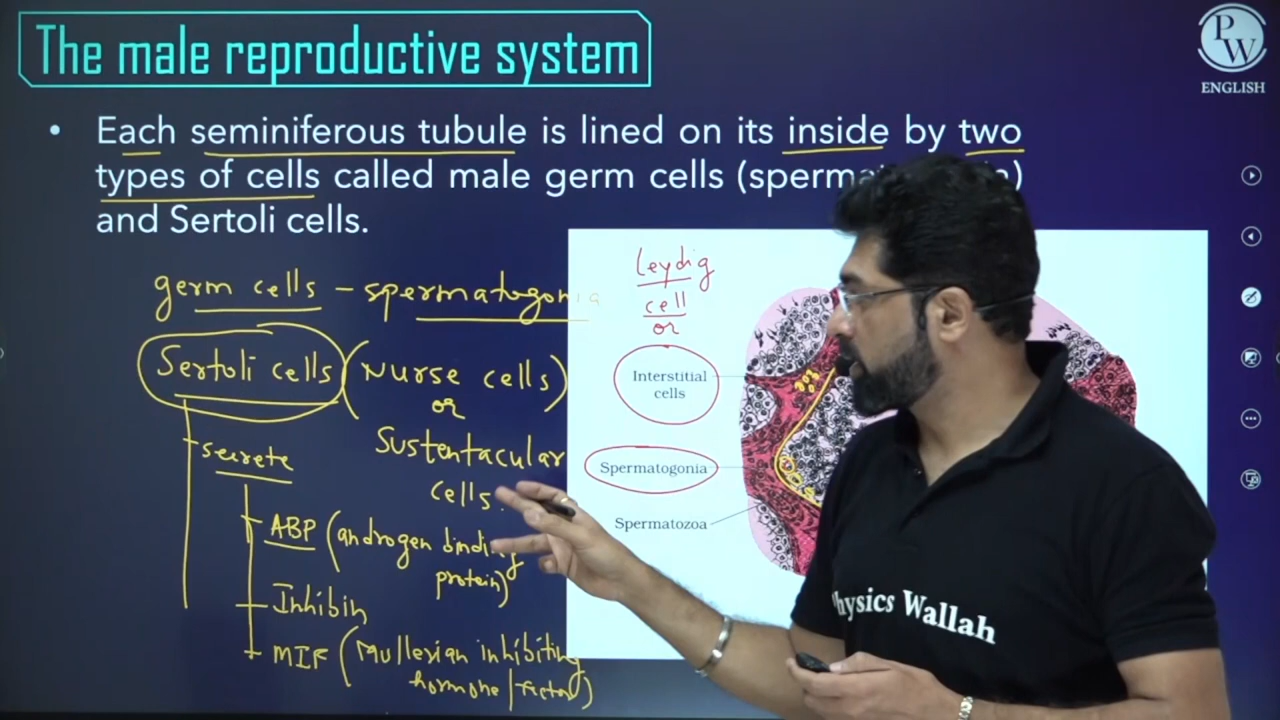 The male reproductive system
PW
ENGLISH
• Each seminiferous tubule is lined on its inside by two
types of cells called male germ cells
and Sertoli cells.
germ cells - spermatogonia
Sertoli cells (Nurse cells)
or
Sustentacular
cells.
secrete
ABP (androgen binding
protein)
Inhibin
MIF (Mullerian inhibiting
hormone/factor)
Leydig
cell
or
Interstitial
cells
Spermatogonia
Spermatozoa
Physics Wallah